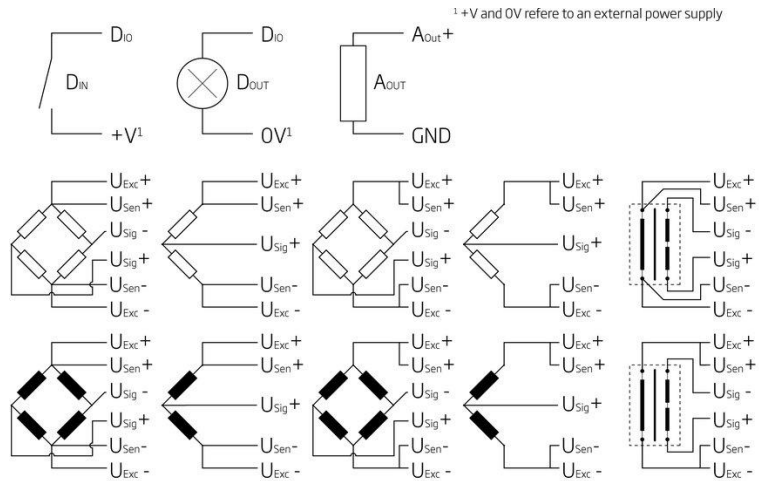 ¹ +V and 0V refere to an external power supply
DIO DIO AOut+
DIN DOUT AOUT
+V¹ 0V¹ GND
UExc+ UExc+ UExc+ UExc+ UExc+
USen+ USen+ USen+ USen+ USen+
USig - USig - USig -
USig+ USig+ USig+ USig+ USig+
USen- USen- USen- USen- USen-
UExc - UExc - UExc - UExc - UExc -
UExc+ UExc+ UExc+ UExc+ UExc+
USen+ USen+ USen+ USen+ USen+
USig - USig - USig -
USig+ USig+ USig+ USig+ USig+
USen- USen- USen- USen- USen-
UExc - UExc - UExc - UExc - UExc -